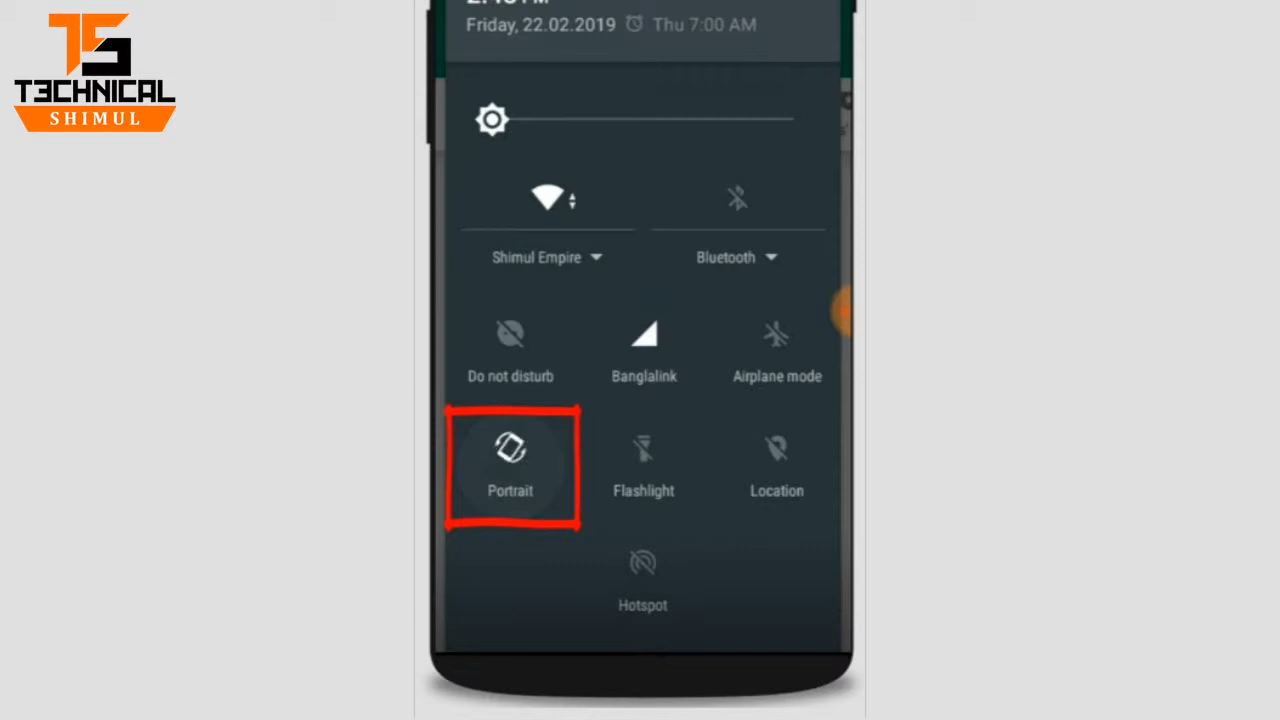 TECHNICAL
SHIMUL
Friday, 22.02.2019 Thu 7:00 AM
Shimul Empire
Bluetooth
Do not disturb
Banglalink
Airplane mode
Portrait
Flashlight
Location
Hotspot